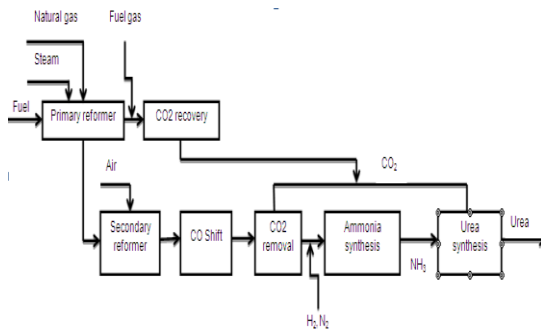 Natural gas
Fuel gas
Steam
Fuel
Primary reformer
CO2 recovery
Air
CO₂
Secondary
reformer
CO Shift
CO2
removal
Ammonia
synthesis
Urea
synthesis
Urea
NH₃
H₂, N₂